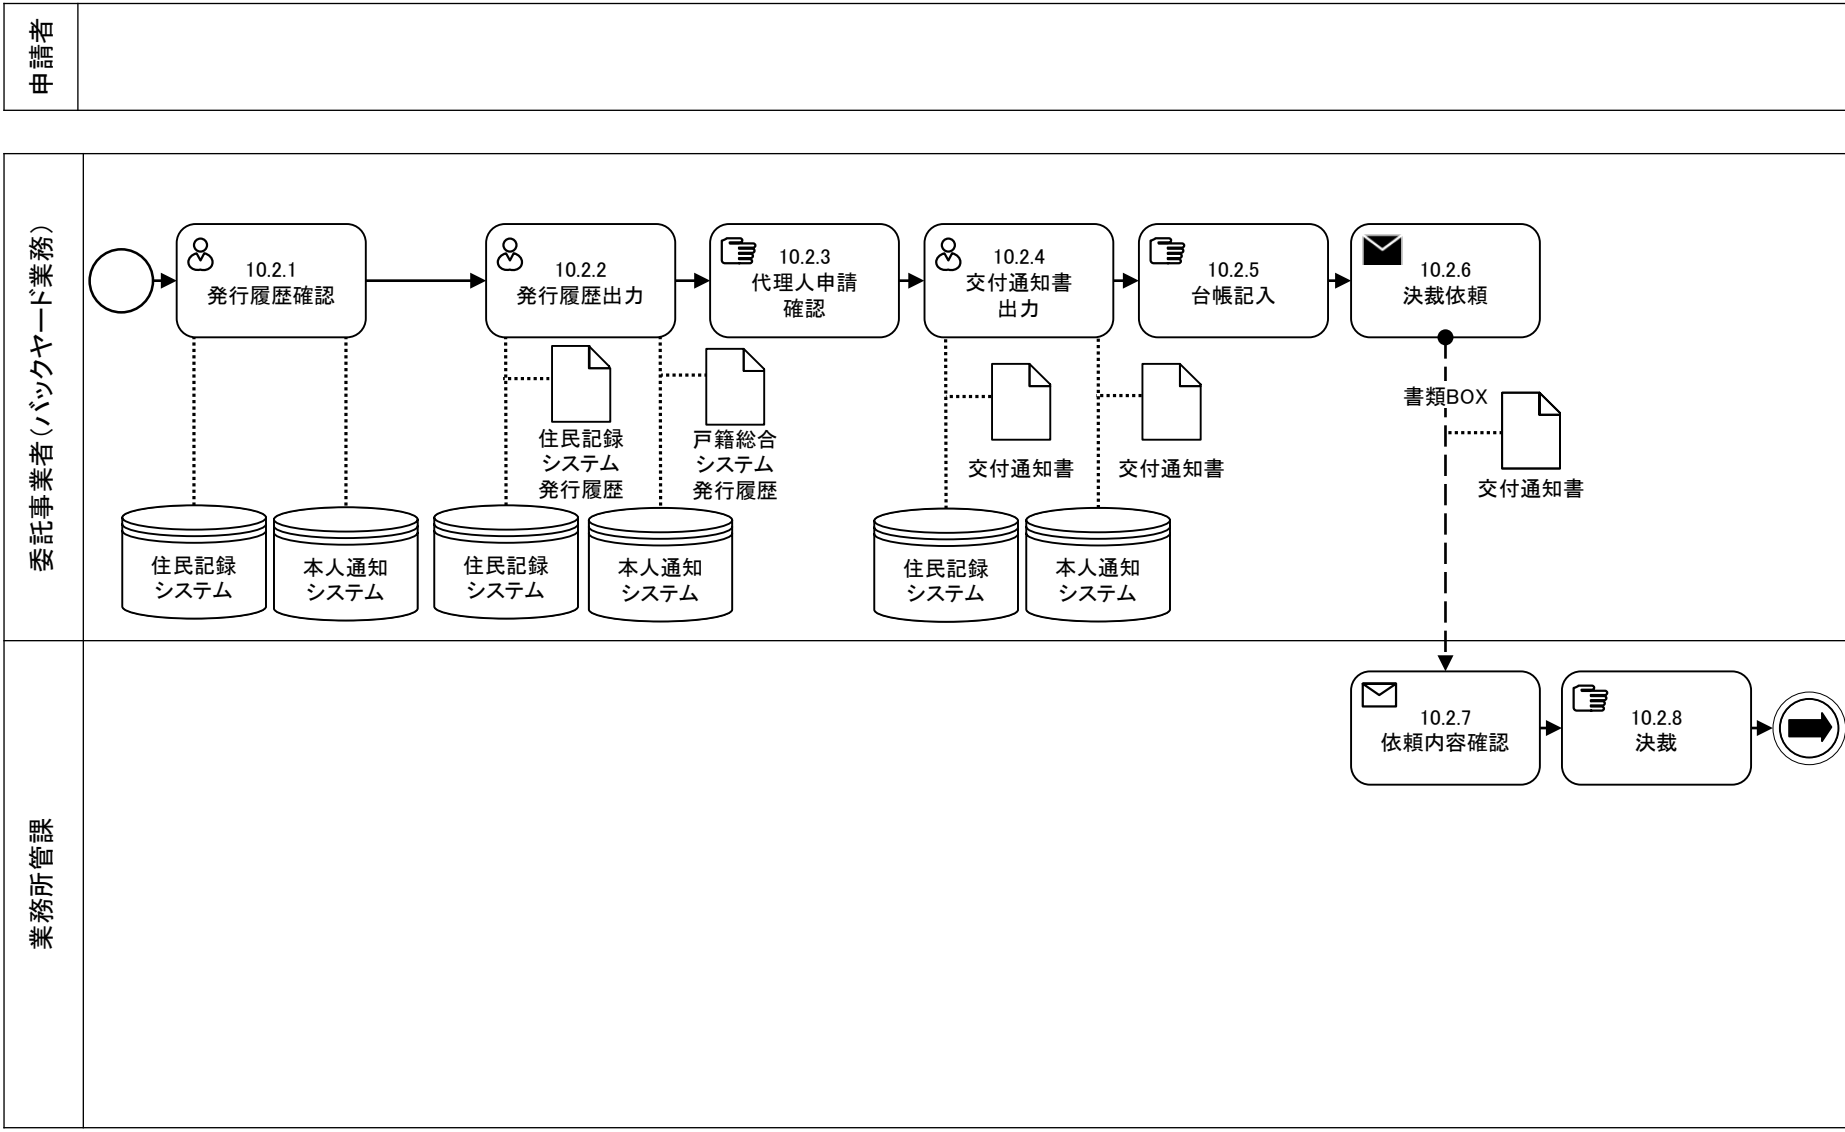 申請者
委託事業者（バックヤード業務）
10.2.1
発行履歴確認
10.2.2
発行履歴出力
10.2.3
代理人申請
確認
10.2.4
交付通知書
出力
10.2.5
台帳記入
10.2.6
決裁依頼
住民記録
システム
発行履歴
戸籍総合
システム
発行履歴
交付通知書
交付通知書
書類BOX
交付通知書
住民記録
システム
本人通知
システム
住民記録
システム
本人通知
システム
住民記録
システム
本人通知
システム
業務所管課
10.2.7
依頼内容確認
10.2.8
決裁